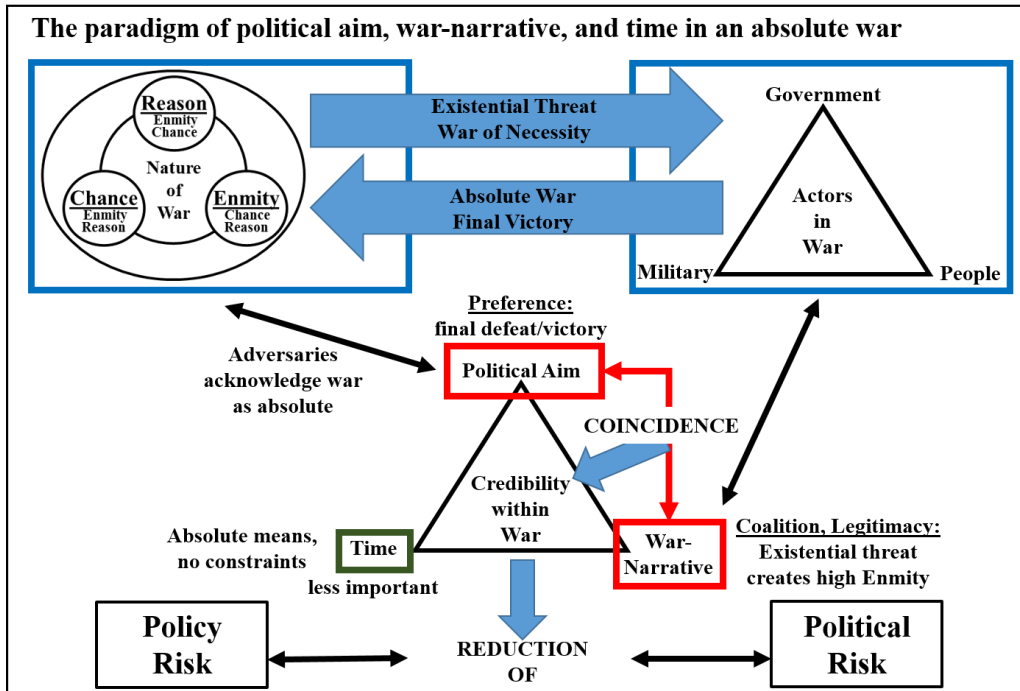 The paradigm of political aim, war-narrative, and time in an absolute war
Reason
Enmity
Chance
Nature
of
War
Chance
Enmity
Reason
Enmity
Chance
Reason
Existential Threat
War of Necessity
Absolute War
Final Victory
Government
Actors
in
War
Military
People
Preference:
final defeat/victory
Political Aim
Adversaries
acknowledge war
as absolute
COINCIDENCE
Credibility
within
War
Absolute means,
no constraints
Time
less important
War-
Narrative
Coalition, Legitimacy:
Existential threat
creates high Enmity
Policy
Risk
REDUCTION
OF
Political
Risk